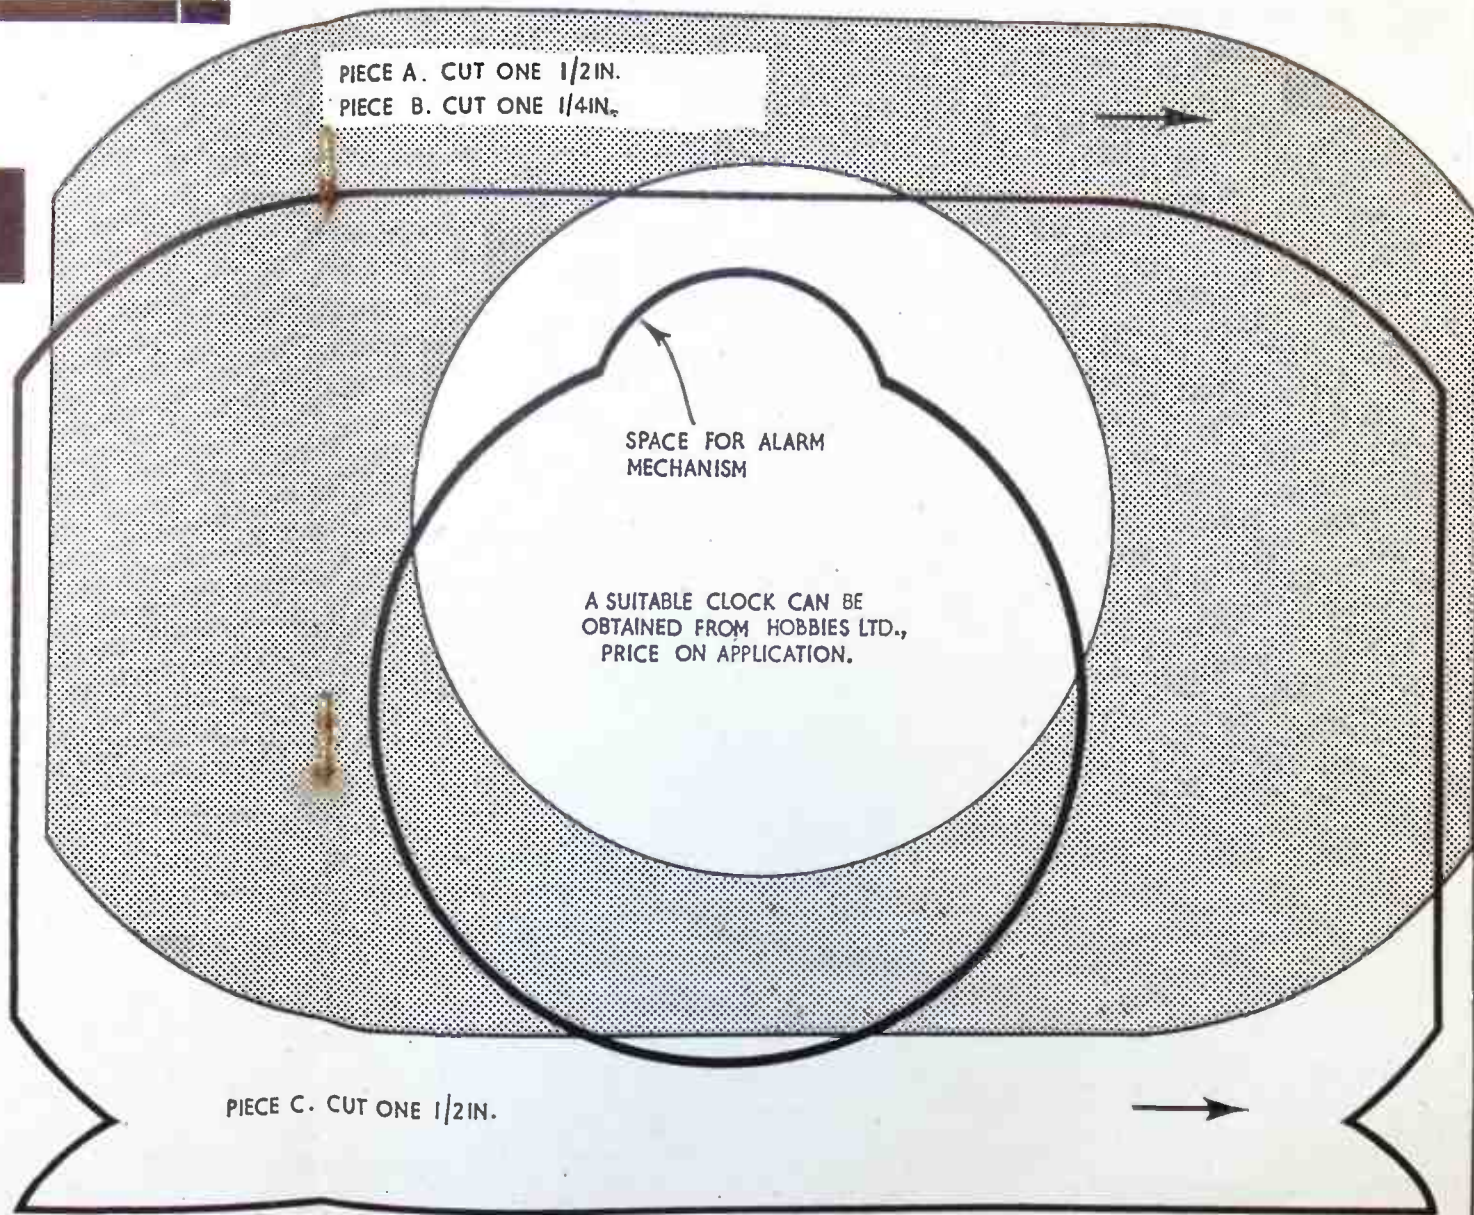 PIECE A. CUT ONE 1/2IN.
PIECE B. CUT ONE 1/4IN.
SPACE FOR ALARM
MECHANISM
A SUITABLE CLOCK CAN BE
OBTAINED FROM HOBBIES LTD.,
PRICE ON APPLICATION.
PIECE C. CUT ONE 1/2IN.